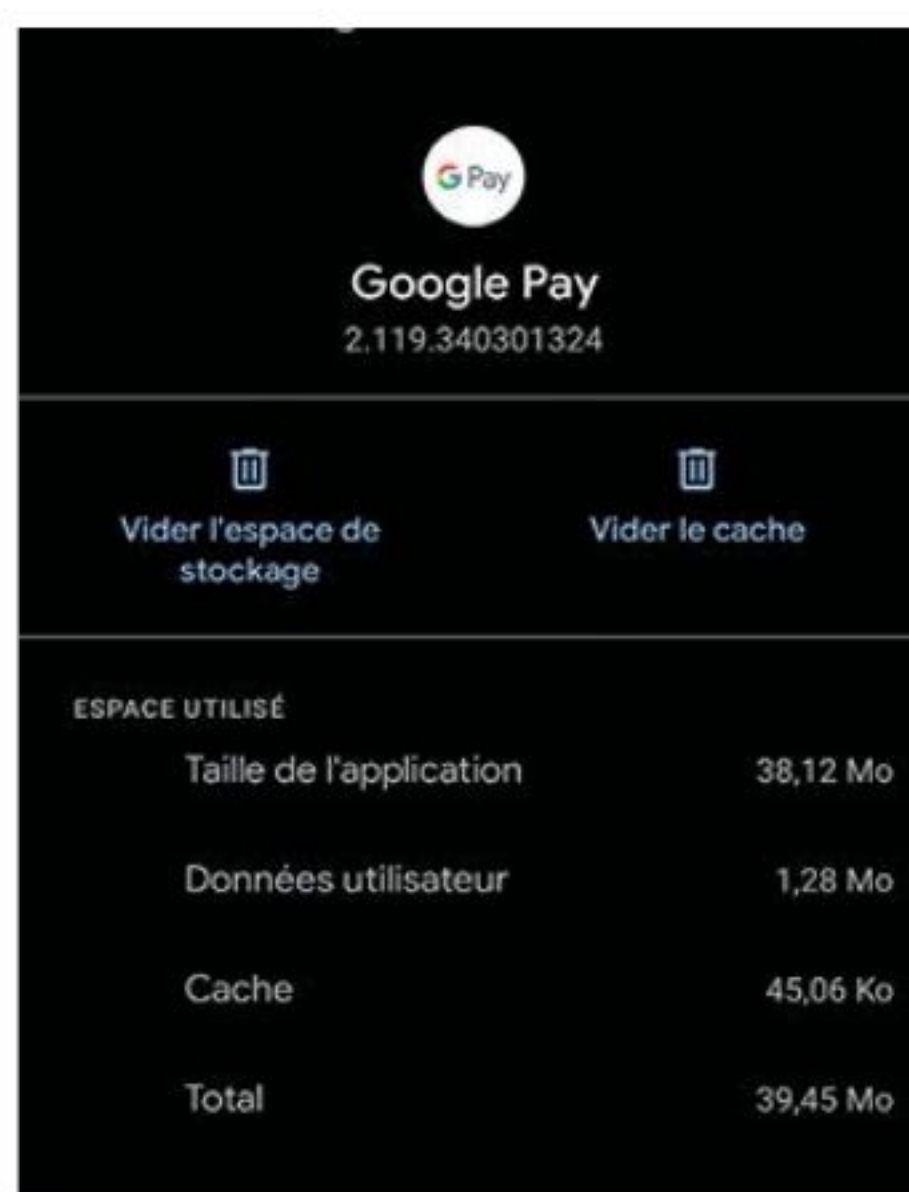 G Pay
Google Pay
2.119.340301324
Vider l'espace de
stockage
Vider le cache
ESPACE UTILISÉ
Taille de l'application 38,12 Mo
Données utilisateur 1,28 Mo
Cache 45,06 Ko
Total 39,45 Mo